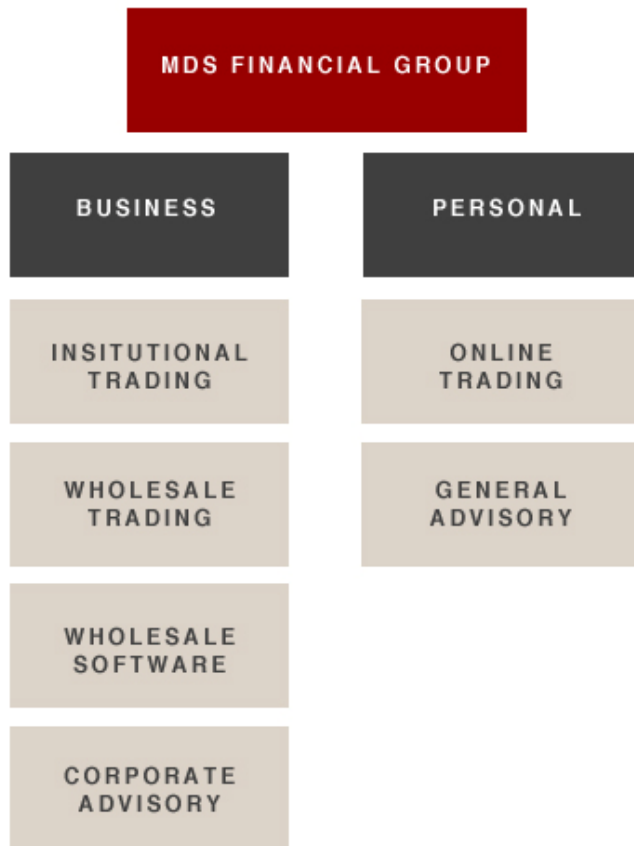 MDS FINANCIAL GROUP
BUSINESS
INSITUTIONAL
TRADING
WHOLESALE
TRADING
WHOLESALE
SOFTWARE
CORPORATE
ADVISORY
PERSONAL
ONLINE
TRADING
GENERAL
ADVISORY